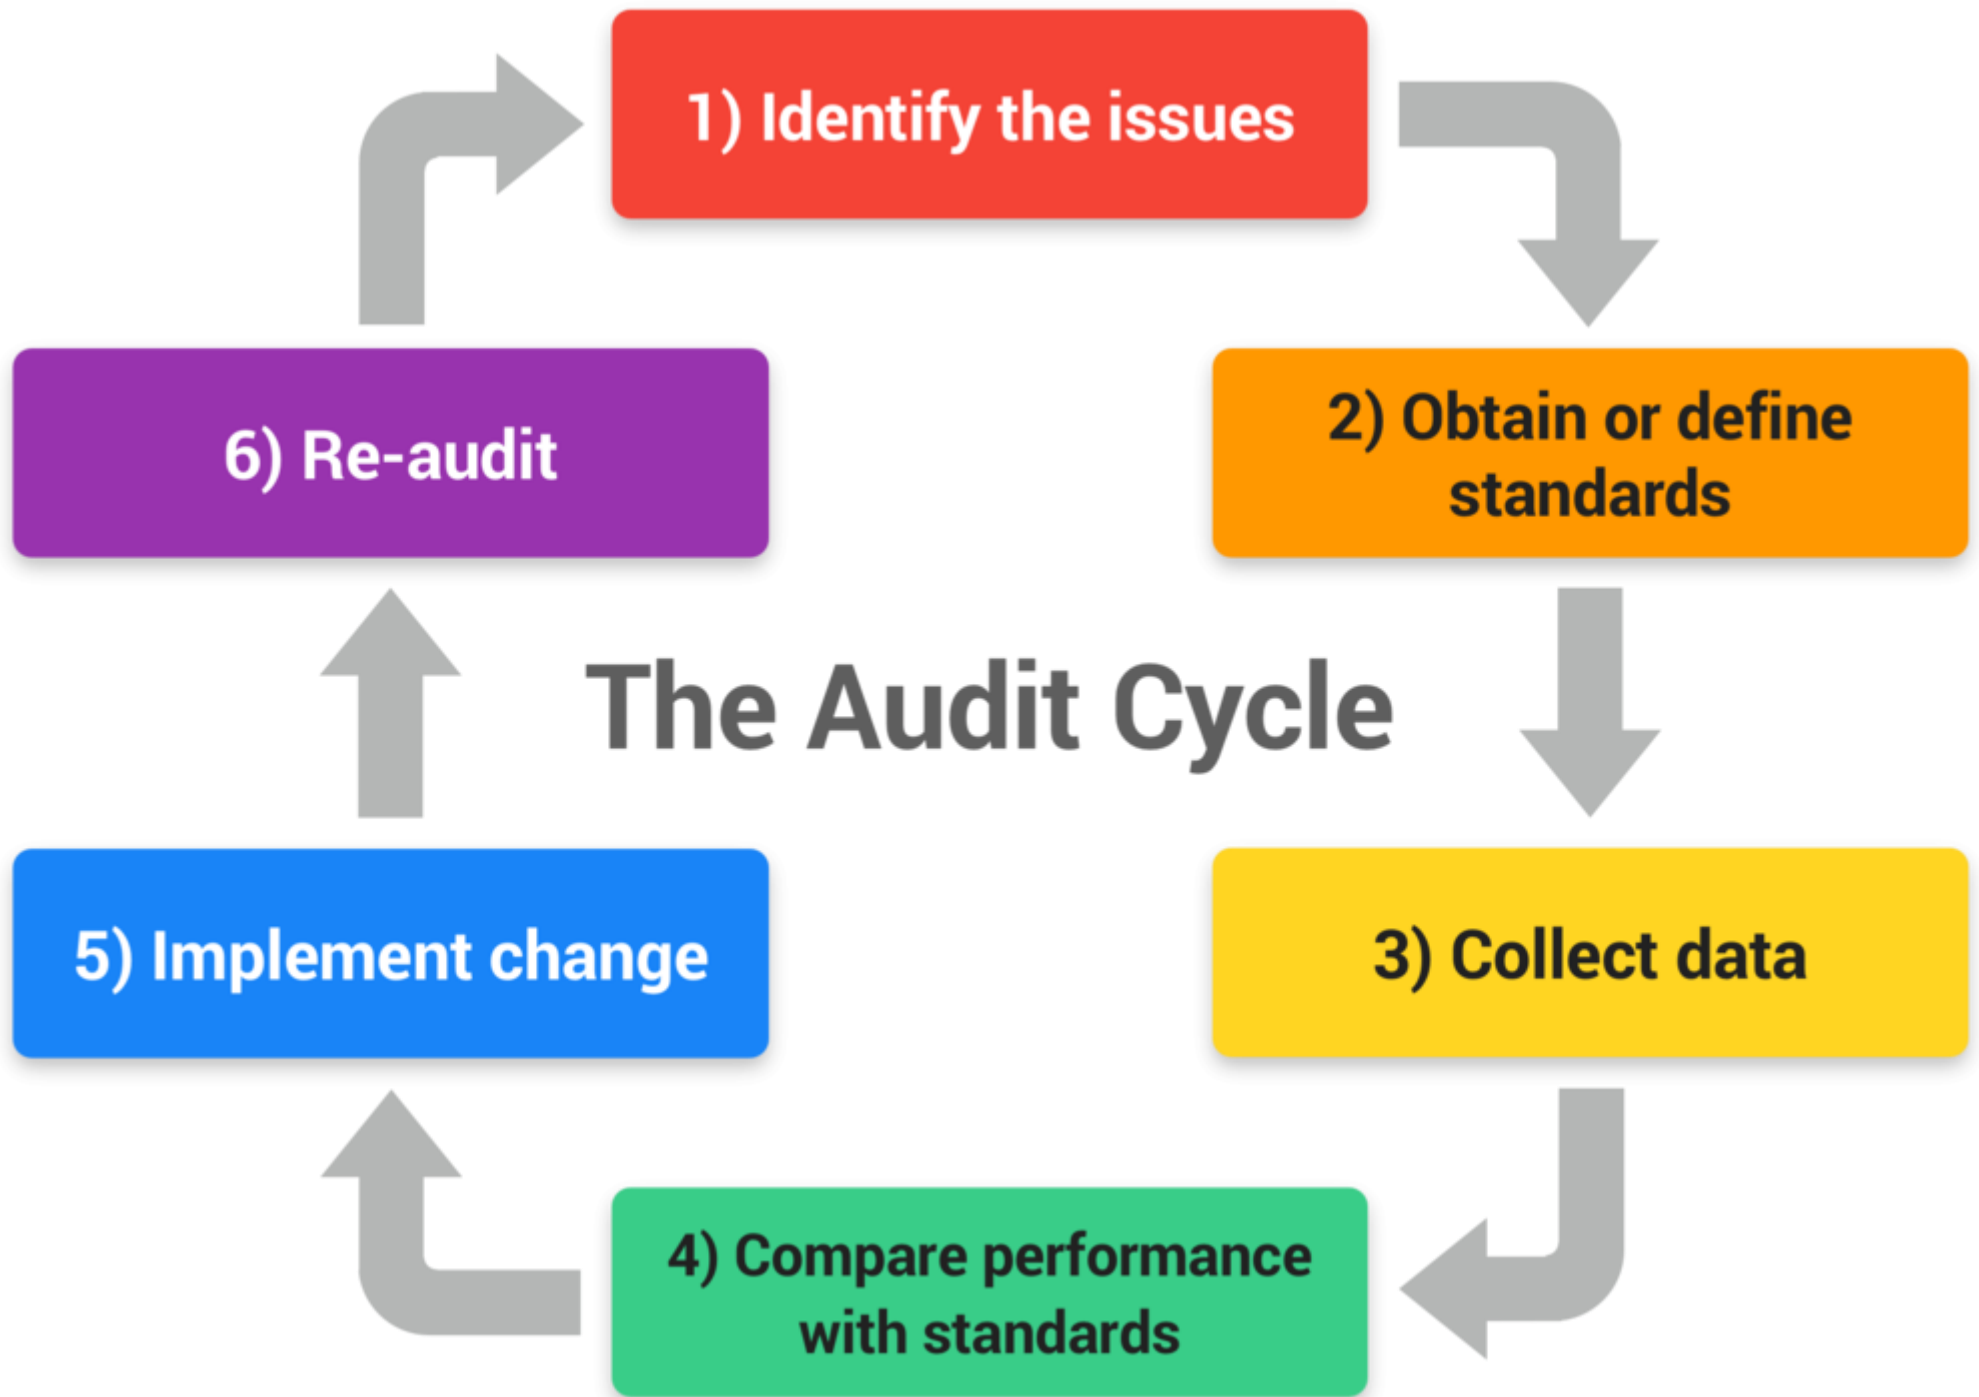 1) Identify the issues
2) Obtain or define
standards
3) Collect data
4) Compare performance
with standards
5) Implement change
6) Re-audit
The Audit Cycle